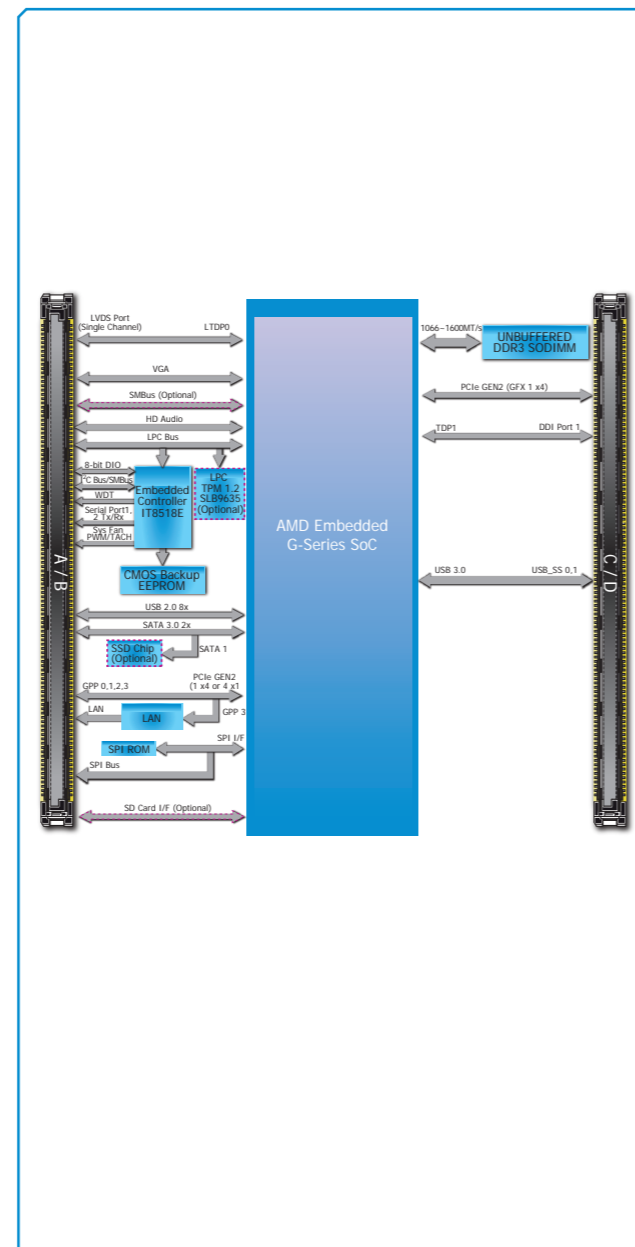 LVDS Port
(Single Channel)
LTDP0
VGA
SMBus (Optional)
HD Audio
LPC Bus
8-bit DIO
I²C Bus/SMBus
WDT
Serial Port1,
2 Tx/Rx
Sys Fan
PWM/TACH
Embedded
Controller
IT8518E
LPC
TPM 1.2
SLB9635
(Optional)
CMOS Backup
EEPROM
USB 2.0 8x
SATA 3.0 2x
SSD Chip
(Optional)
SATA 1
GPP 0,1,2,3
PCIe GEN2
(1 x4 or 4 x1
LAN
LAN
GPP 3
SPI I/F
SPI ROM
SPI Bus
SD Card I/F (Optional)
A / B
AMD Embedded
G-Series SoC
1066~1600MT/s
UNBUFFERED
DDR3 SODIMM
PCIe GEN2 (GFX 1 x4)
TDP1
DDI Port 1
USB 3.0
USB_SS 0,1
C / D